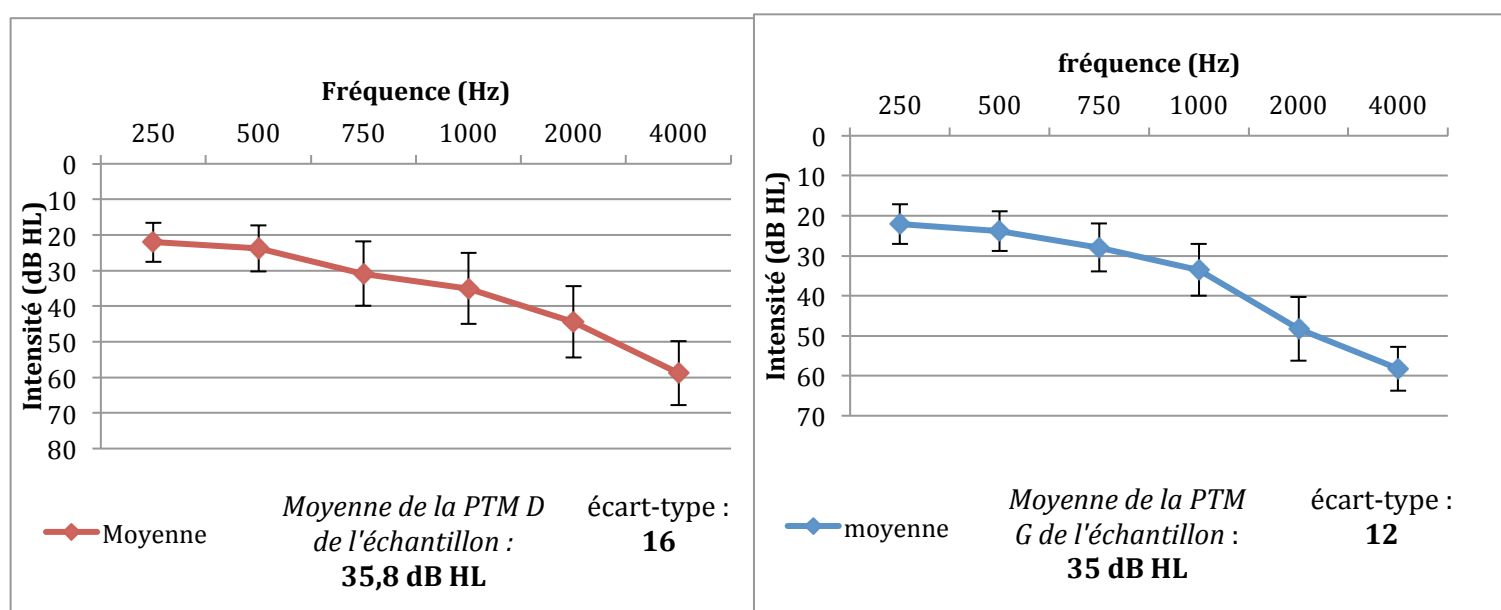 Fréquence (Hz)
250 500 750 1000 2000 4000
0
10
20
30
40
50
60
70
80
Intensité (dB HL)
Moyenne
Moyenne de la PTM D
de l'échantillon :
35,8 dB HL
écart-type :
16
fréquence (Hz)
250 500 750 1000 2000 4000
0
10
20
30
40
50
60
70
Intensité (dB HL)
moyenne
Moyenne de la PTM
G de l'échantillon :
35 dB HL
écart-type :
12